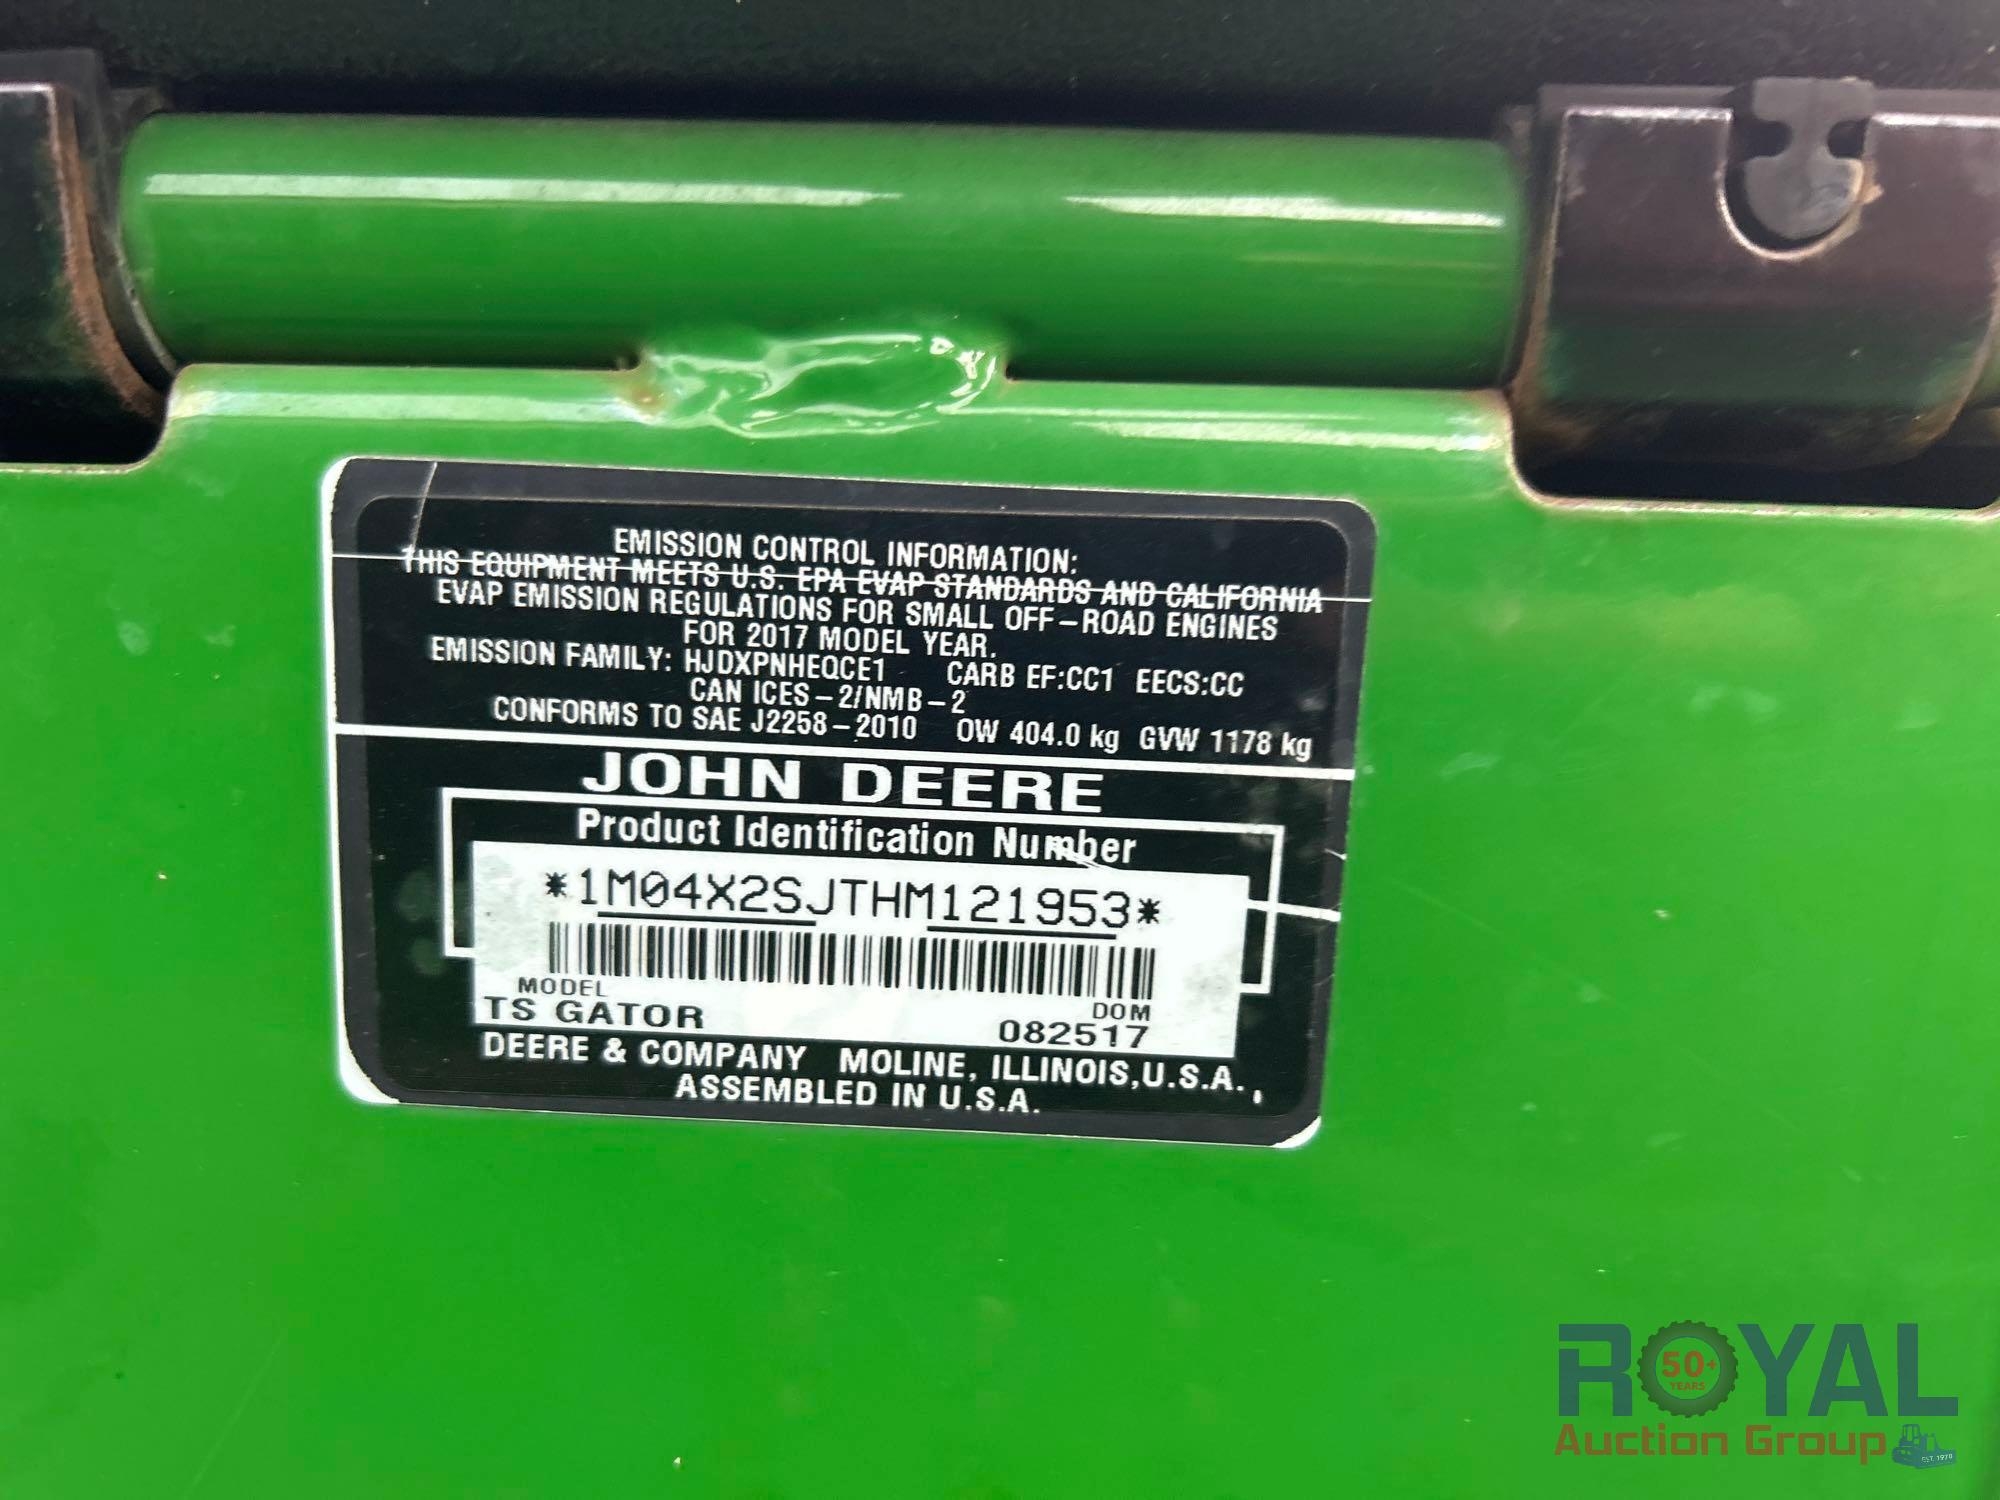 EMISSION CONTROL INFORMATION:
THIS EQUIPMENT MEETS U.S. EPA EVAP STANDARDS AND CALIFORNIA
EVAP EMISSION REGULATIONS FOR SMALL OFF-ROAD ENGINES
FOR 2017 MODEL YEAR.
EMISSION FAMILY: HJDXPNHEQCE1 CARB EF:CC1 EECS:CC
CAN ICES-2/NMB-2
CONFORMS TO SAE J2258-2010 OW 404.0 kg GVW 1178 kg
JOHN DEERE
Product Identification Number
*1M04X2SJTHM121953*
MODEL DOM
TS GATOR 082517
DEERE & COMPANY MOLINE, ILLINOIS, U.S.A.
ASSEMBLED IN U.S.A.
ROYAL
50+
YEARS
Auction Group
EST. 1970